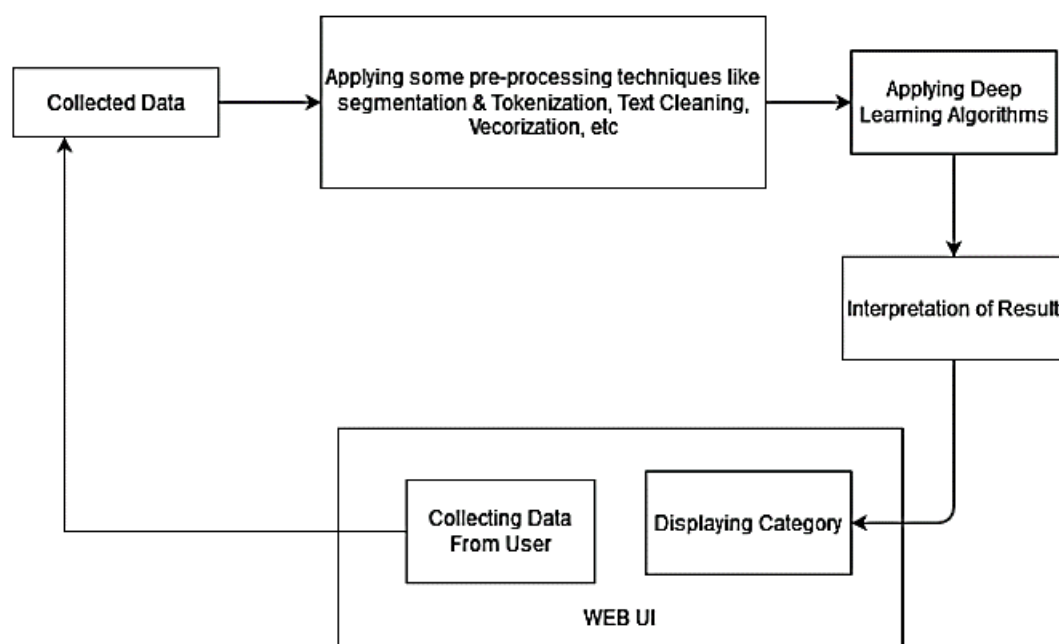 Collected Data
Applying some pre-processing techniques like
segmentation & Tokenization, Text Cleaning,
Vecorization, etc
Applying Deep
Learning Algorithms
Interpretation of Result
Collecting Data
From User
Displaying Category
WEB UI